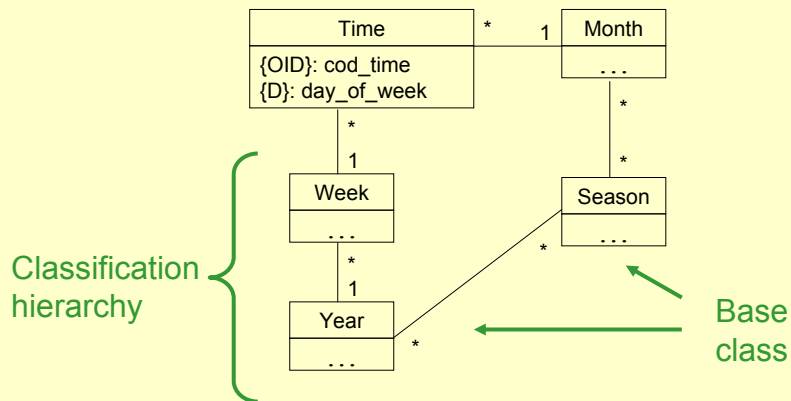 Time
* 1
Month
{OID}: cod_time
{D}: day_of_week
...
*
*
1
*
Week
Season
...
...
*
*
1
Classification
hierarchy
Year
...
*
Base
class